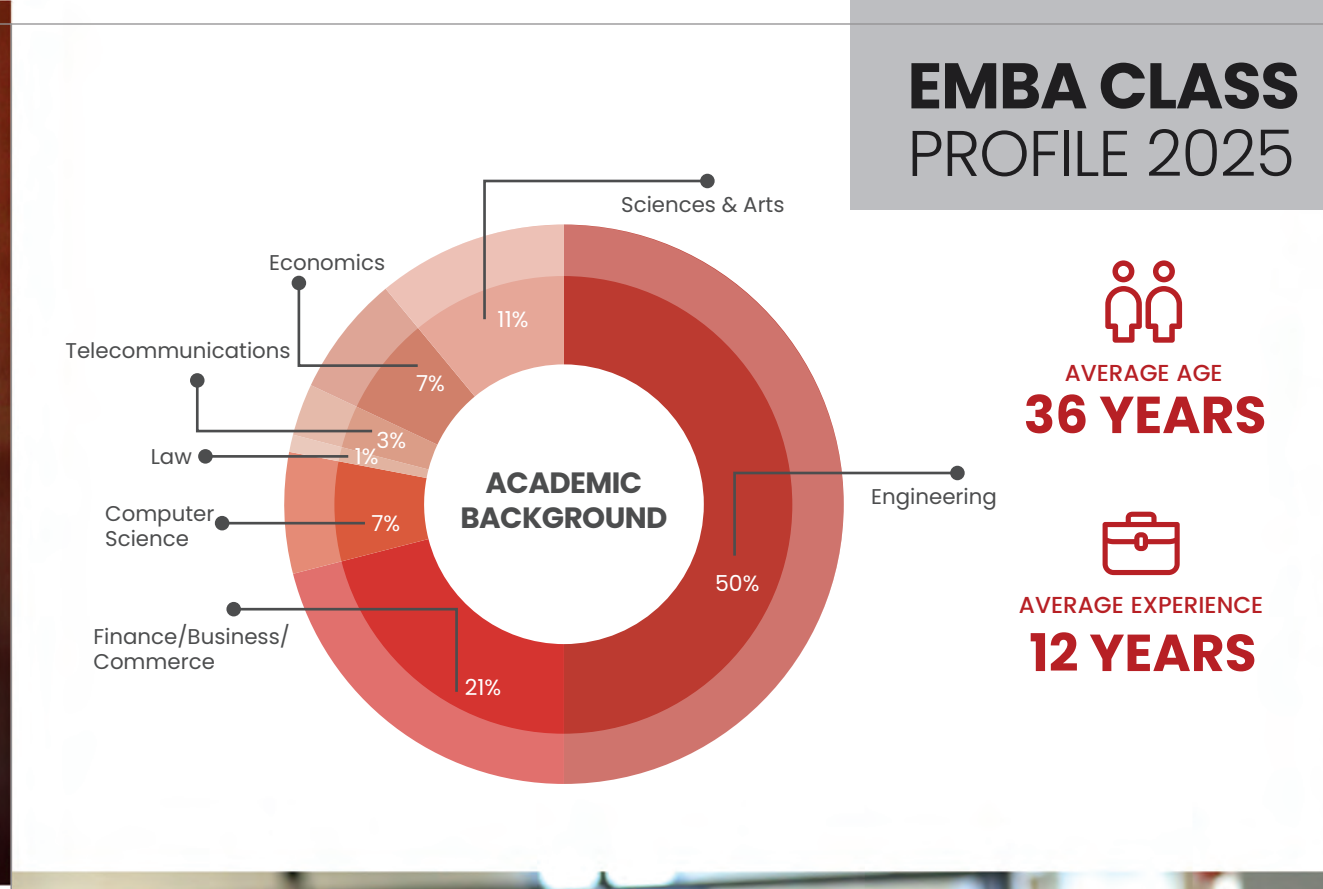 EMBA CLASS
PROFILE 2025
Sciences & Arts
Economics
11%
Telecommunications
7%
3%
Law
1%
Computer
Science
7%
Finance/Business/
Commerce
21%
ACADEMIC
BACKGROUND
Engineering
50%
AVERAGE AGE
36 YEARS
AVERAGE EXPERIENCE
12 YEARS